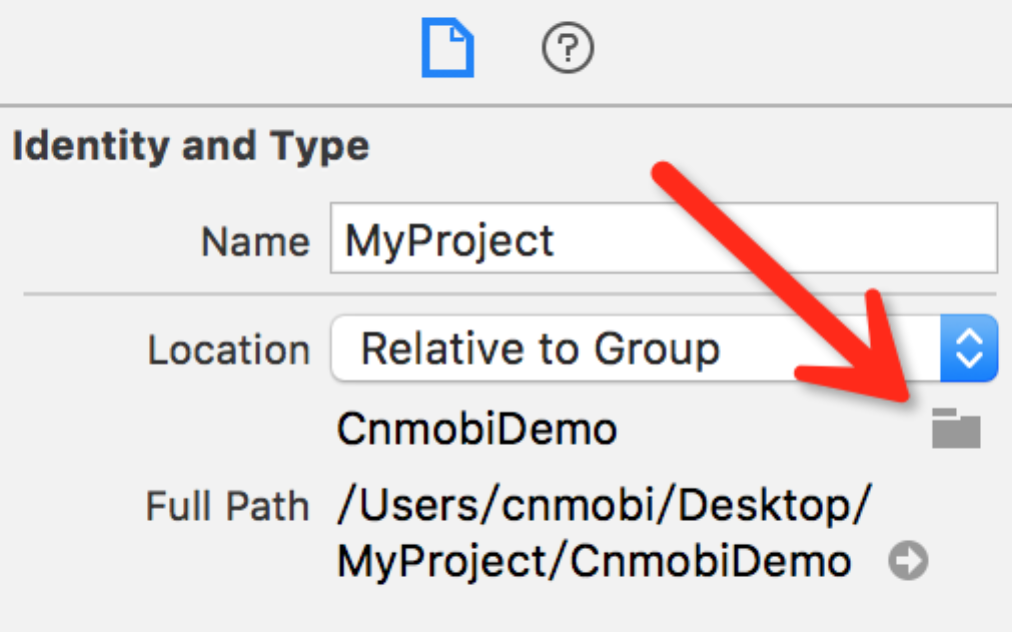 ?
Identity and Type
Name MyProject
Location Relative to Group
CnmobiDemo
Full Path /Users/cnmobi/Desktop/
MyProject/CnmobiDemo